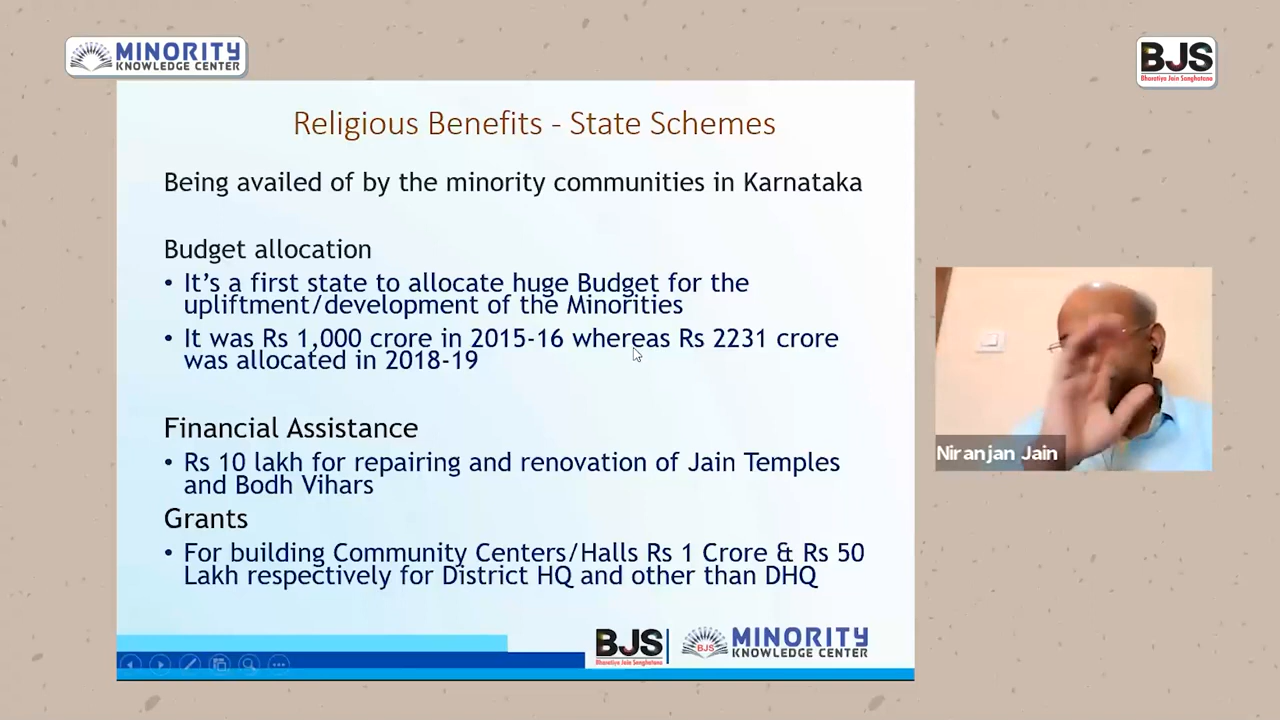 MINORITY
KNOWLEDGE CENTER
BJS
Bharatiya Jain Sanghatana
Religious Benefits - State Schemes
Being availed of by the minority communities in Karnataka
Budget allocation
• It's a first state to allocate huge Budget for the
upliftment/development of the Minorities
• It was Rs 1,000 crore in 2015-16 whereas Rs 2231 crore
was allocated in 2018-19
Financial Assistance
• Rs 10 lakh for repairing and renovation of Jain Temples
and Bodh Vihars
Grants
• For building Community Centers/Halls Rs 1 Crore & Rs 50
Lakh respectively for District HQ and other than DHQ
Niranjan Jain
BJS
Bharatiya Jain Sanghatana
BJS
MINORITY
KNOWLEDGE CENTER